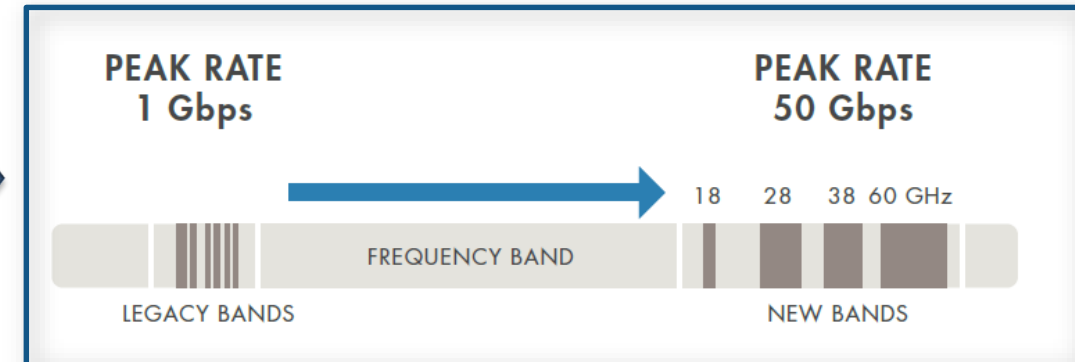 PEAK RATE
1 Gbps
PEAK RATE
50 Gbps
18 28 38 60 GHz
FREQUENCY BAND
LEGACY BANDS
NEW BANDS